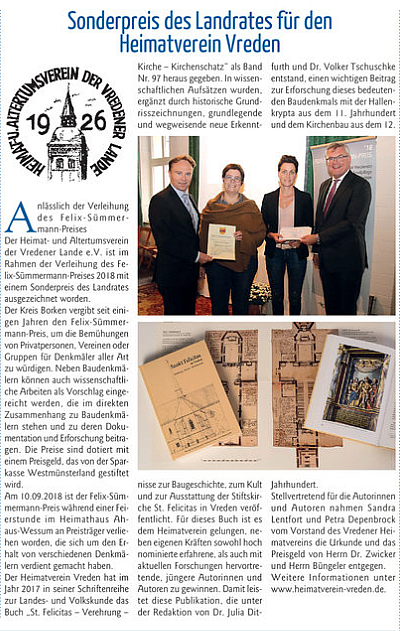 Sonderpreis des Landrates für den
Heimatverein Vreden
HEIMAT-U.ALTERTUMSVEREIN DER VREDENER LANDE
1926
Anlässlich der Verleihung
des Felix-Sümmer-
mann-Preises
Der Heimat- und Altertumsverein
der Vredener Lande e.V. ist im
Rahmen der Verleihung des Fe-
lix-Sümmermann-Preises 2018 mit
einem Sonderpreis des Landrates
ausgezeichnet worden.
Der Kreis Borken vergibt seit eini-
gen Jahren den Felix-Sümmer-
mann-Preis, um die Bemühungen
von Privatpersonen, Vereinen oder
Gruppen für Denkmäler aller Art
zu würdigen. Neben Baudenkmä-
lern können auch wissenschaftli-
che Arbeiten als Vorschlag einge-
reicht werden, die im direkten
Zusammenhang zu Baudenkmä-
lern stehen und zu deren Doku-
mentation und Erforschung beitra-
gen. Die Preise sind dotiert mit
einem Preisgeld, das von der Spar-
kasse Westmünsterland gestiftet
wird.
Am 10.09.2018 ist der Felix-Süm-
mermann-Preis während einer Fei-
erstunde im Heimathaus Ah-
aus-Wessum an Preisträger verlie-
hen worden, die sich um den Er-
halt von verschiedenen Denkmä-
lern verdient gemacht haben.
Der Heimatverein Vreden hat im
Jahr 2017 in seiner Schriftenreihe
zur Landes- und Volkskunde das
Buch „St. Felicitas – Verehrung –
Kirche – Kirchenschatz“ als Band
Nr. 97 heraus gegeben. In wissen-
schaftlichen Aufsätzen wurden,
ergänzt durch historische Grund-
risszeichnungen, grundlegende
und wegweisende neue Erkennt-
nisse zur Baugeschichte, zum Kult
und zur Ausstattung der Stiftskir-
che St. Felicitas in Vreden veröf-
fentlicht. Für dieses Buch ist es
dem Heimatverein gelungen, ne-
ben eigenen Kräften sowohl hoch
nominierte erfahrene, als auch mit
aktuellen Forschungen hervortre-
tende, jüngere Autorinnen und
Autoren zu gewinnen. Damit leis-
tet diese Publikation, die unter
der Redaktion von Dr. Julia Dit-
furth und Dr. Volker Tschuschke
entstand, einen wichtigen Beitrag
zur Erforschung dieses bedeuten-
den Baudenkmals mit der Hallen-
krypta aus dem 11. Jahrhundert
und dem Kirchenbau aus dem 12.
Jahrhundert.
Stellvertretend für die Autorinnen
und Autoren nahmen Sandra
Lentfort und Petra Depenbrock
vom Vorstand des Vredener Hei-
matvereins die Urkunde und das
Preisgeld von Herrn Dr. Zwicker
und Herrn Büngeler entgegen.
Weitere Informationen unter
www.heimatverein-vreden.de.
Sankt Felicitas